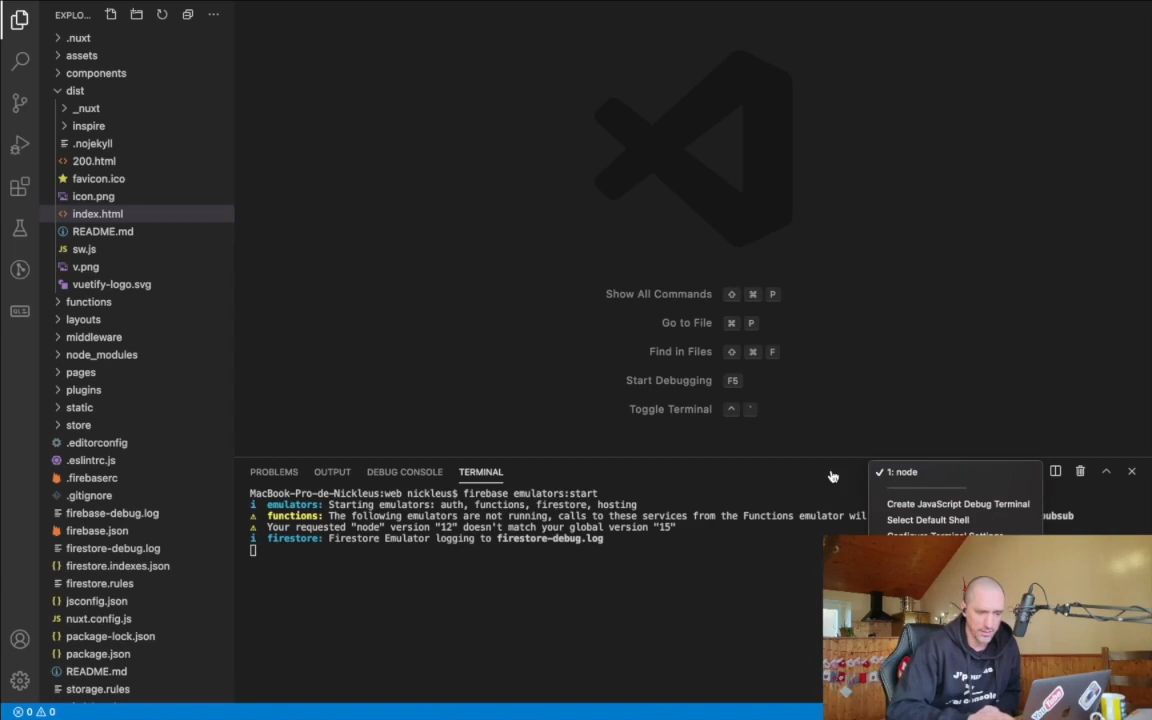 EXPLO...
.nuxt
assets
components
dist
_nuxt
inspire
.nojekyll
200.html
favicon.ico
icon.png
index.html
README.md
sw.js
v.png
vuetify-logo.svg
functions
layouts
middleware
node_modules
pages
plugins
static
store
.editorconfig
.eslintrc.js
.firebaserc
.gitignore
firebase-debug.log
firebase.json
firestore-debug.log
firestore.indexes.json
firestore.rules
jsconfig.json
nuxt.config.js
package-lock.json
package.json
README.md
storage.rules
0 0
Show All Commands ⇧ ⌘ P
Go to File ⌘ P
Find in Files ⇧ ⌘ F
Start Debugging F5
Toggle Terminal ^ `
PROBLEMS OUTPUT DEBUG CONSOLE TERMINAL
1: node
Create JavaScript Debug Terminal
Select Default Shell
Configure Terminal Settings
MacBook-Pro-de-Nickleus:web nickleus$ firebase emulators:start
i emulators: Starting emulators: auth, functions, firestore, hosting
⚠ functions: The following emulators are not running, calls to these services from the Functions emulator wil ubsub
⚠ Your requested "node" version "12" doesn't match your global version "15"
i firestore: Firestore Emulator logging to firestore-debug.log
YouTube